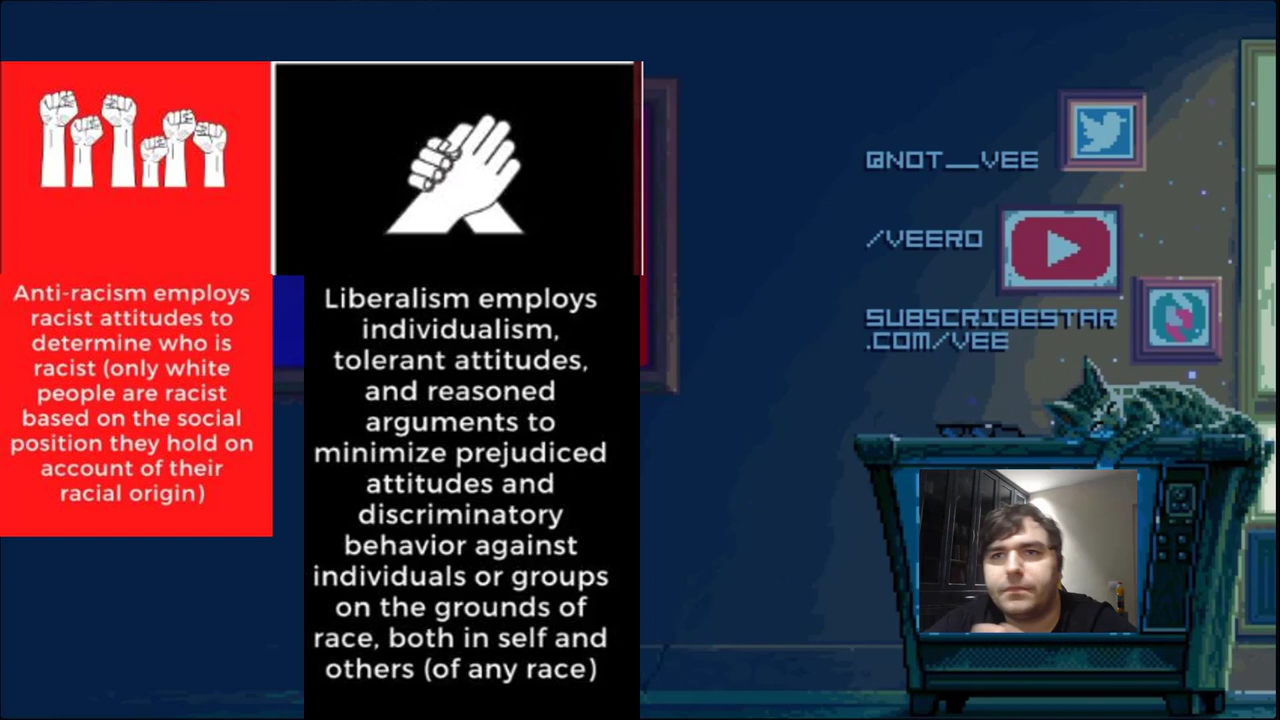 Anti-racism employs
racist attitudes to
determine who is
racist (only white
people are racist
based on the social
position they hold on
account of their
racial origin)
Liberalism employs
individualism,
tolerant attitudes,
and reasoned
arguments to
minimize prejudiced
attitudes and
discriminatory
behavior against
individuals or groups
on the grounds of
race, both in self and
others (of any race)
@NOT__VEE
/VEERO
SUBSCRIBESTAR
.COM/VEE